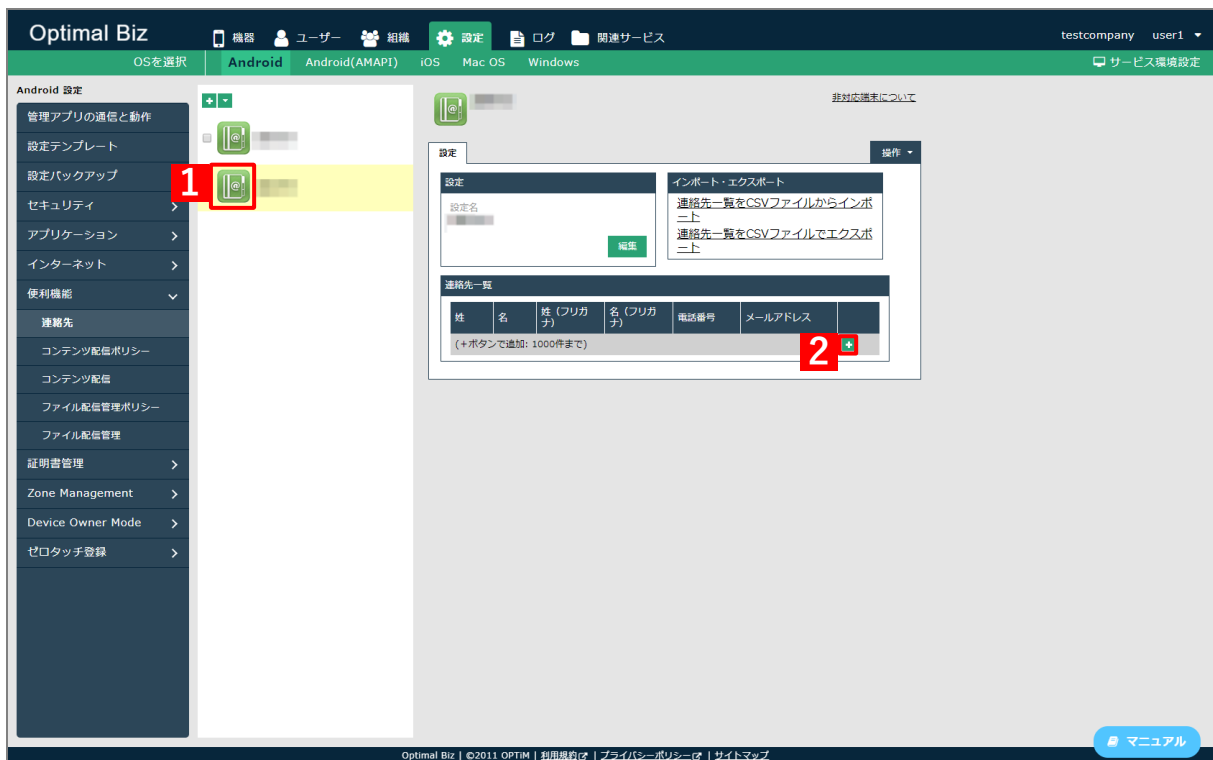 Optimal Biz
機器 ユーザー 組織 設定 ログ 関連サービス
testcompany user1
OSを選択 Android Android(AMAPI) iOS Mac OS Windows
サービス環境設定
Android 設定
管理アプリの通信と動作
設定テンプレート
設定バックアップ
セキュリティ
アプリケーション
インターネット
便利機能
連絡先
コンテンツ配信ポリシー
コンテンツ配信
ファイル配信管理ポリシー
ファイル配信管理
証明書管理
Zone Management
Device Owner Mode
ゼロタッチ登録
1
非対応端末について
設定
操作
設定
設定名
編集
インポート・エクスポート
連絡先一覧をCSVファイルからインポ
ート
連絡先一覧をCSVファイルでエクスポ
ート
連絡先一覧
姓 名 姓（フリガ
ナ） 名（フリガ
ナ） 電話番号 メールアドレス
(+ボタンで追加: 1000件まで)
2
マニュアル
Optimal Biz | ©2011 OPTiM | 利用規約 | プライバシーポリシー | サイトマップ